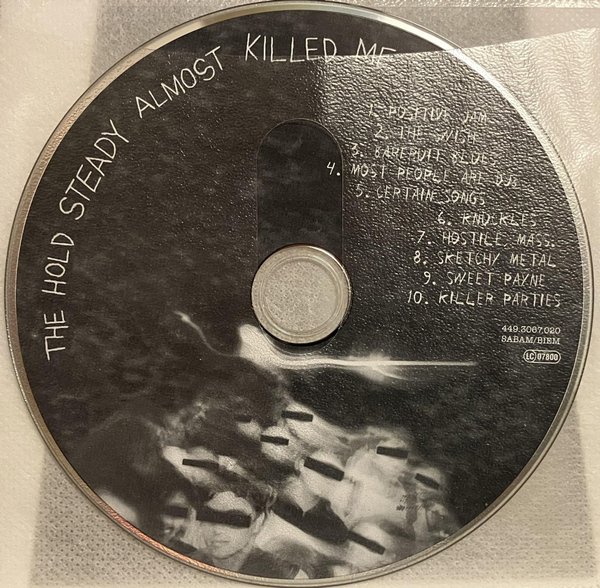 THE HOLD STEADY ALMOST KILLED ME
1. POSITIVE JAM
2. THE SWISH
3. BAREFUIT BLUES
4. MOST PEOPLE ARE DJs
5. CERTAIN SONGS
6. KNUCKLES
7. HOSTILE, MASS.
8. SKETCHY METAL
9. SWEET PAYNE
10. KILLER PARTIES
449.3067.020
SABAM/BIEM
LC 07800